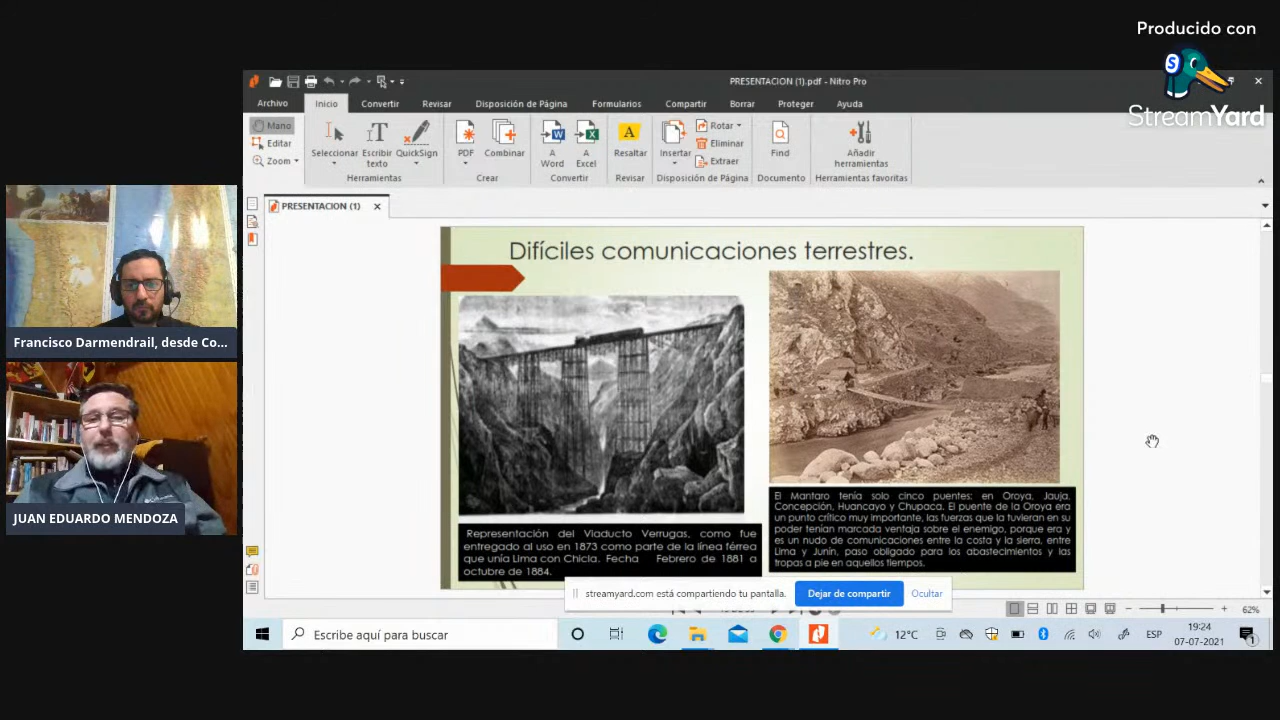 Producido con
StreamYard
PRESENTACION (1).pdf - Nitro Pro
Archivo
Inicio
Convertir
Revisar
Disposición de Página
Formularios
Compartir
Borrar
Proteger
Ayuda
Mano
Editar
Zoom
Seleccionar
Escribir texto
QuickSign
Herramientas
PDF
Combinar
Crear
A Word
A Excel
Convertir
Resaltar
Revisar
Insertar
Rotar
Eliminar
Extraer
Disposición de Página
Find
Documento
Añadir herramientas
Herramientas favoritas
PRESENTACION (1)
Difíciles comunicaciones terrestres.
Representación del Viaducto Verrugas, como fue
entregado al uso en 1873 como parte de la línea férrea
que unía Lima con Chicla. Fecha Febrero de 1881 a
octubre de 1884.
El Mantaro tenía solo cinco puentes: en Oroya, Jauja,
Concepción, Huancayo y Chupaca. El puente de la Oroya era
un punto crítico muy importante, las fuerzas que la tuvieran en su
poder tenían marcada ventaja sobre el enemigo, porque era y
es un nudo de comunicaciones entre la costa y la sierra, entre
Lima y Junín, paso obligado para los abastecimientos y las
tropas a pie en aquellos tiempos.
Francisco Darmendrail, desde Co...
JUAN EDUARDO MENDOZA
streamyard.com está compartiendo tu pantalla.
Dejar de compartir
Ocultar
62%
Escribe aquí para buscar
12°C
ESP
19:24
07-07-2021
1